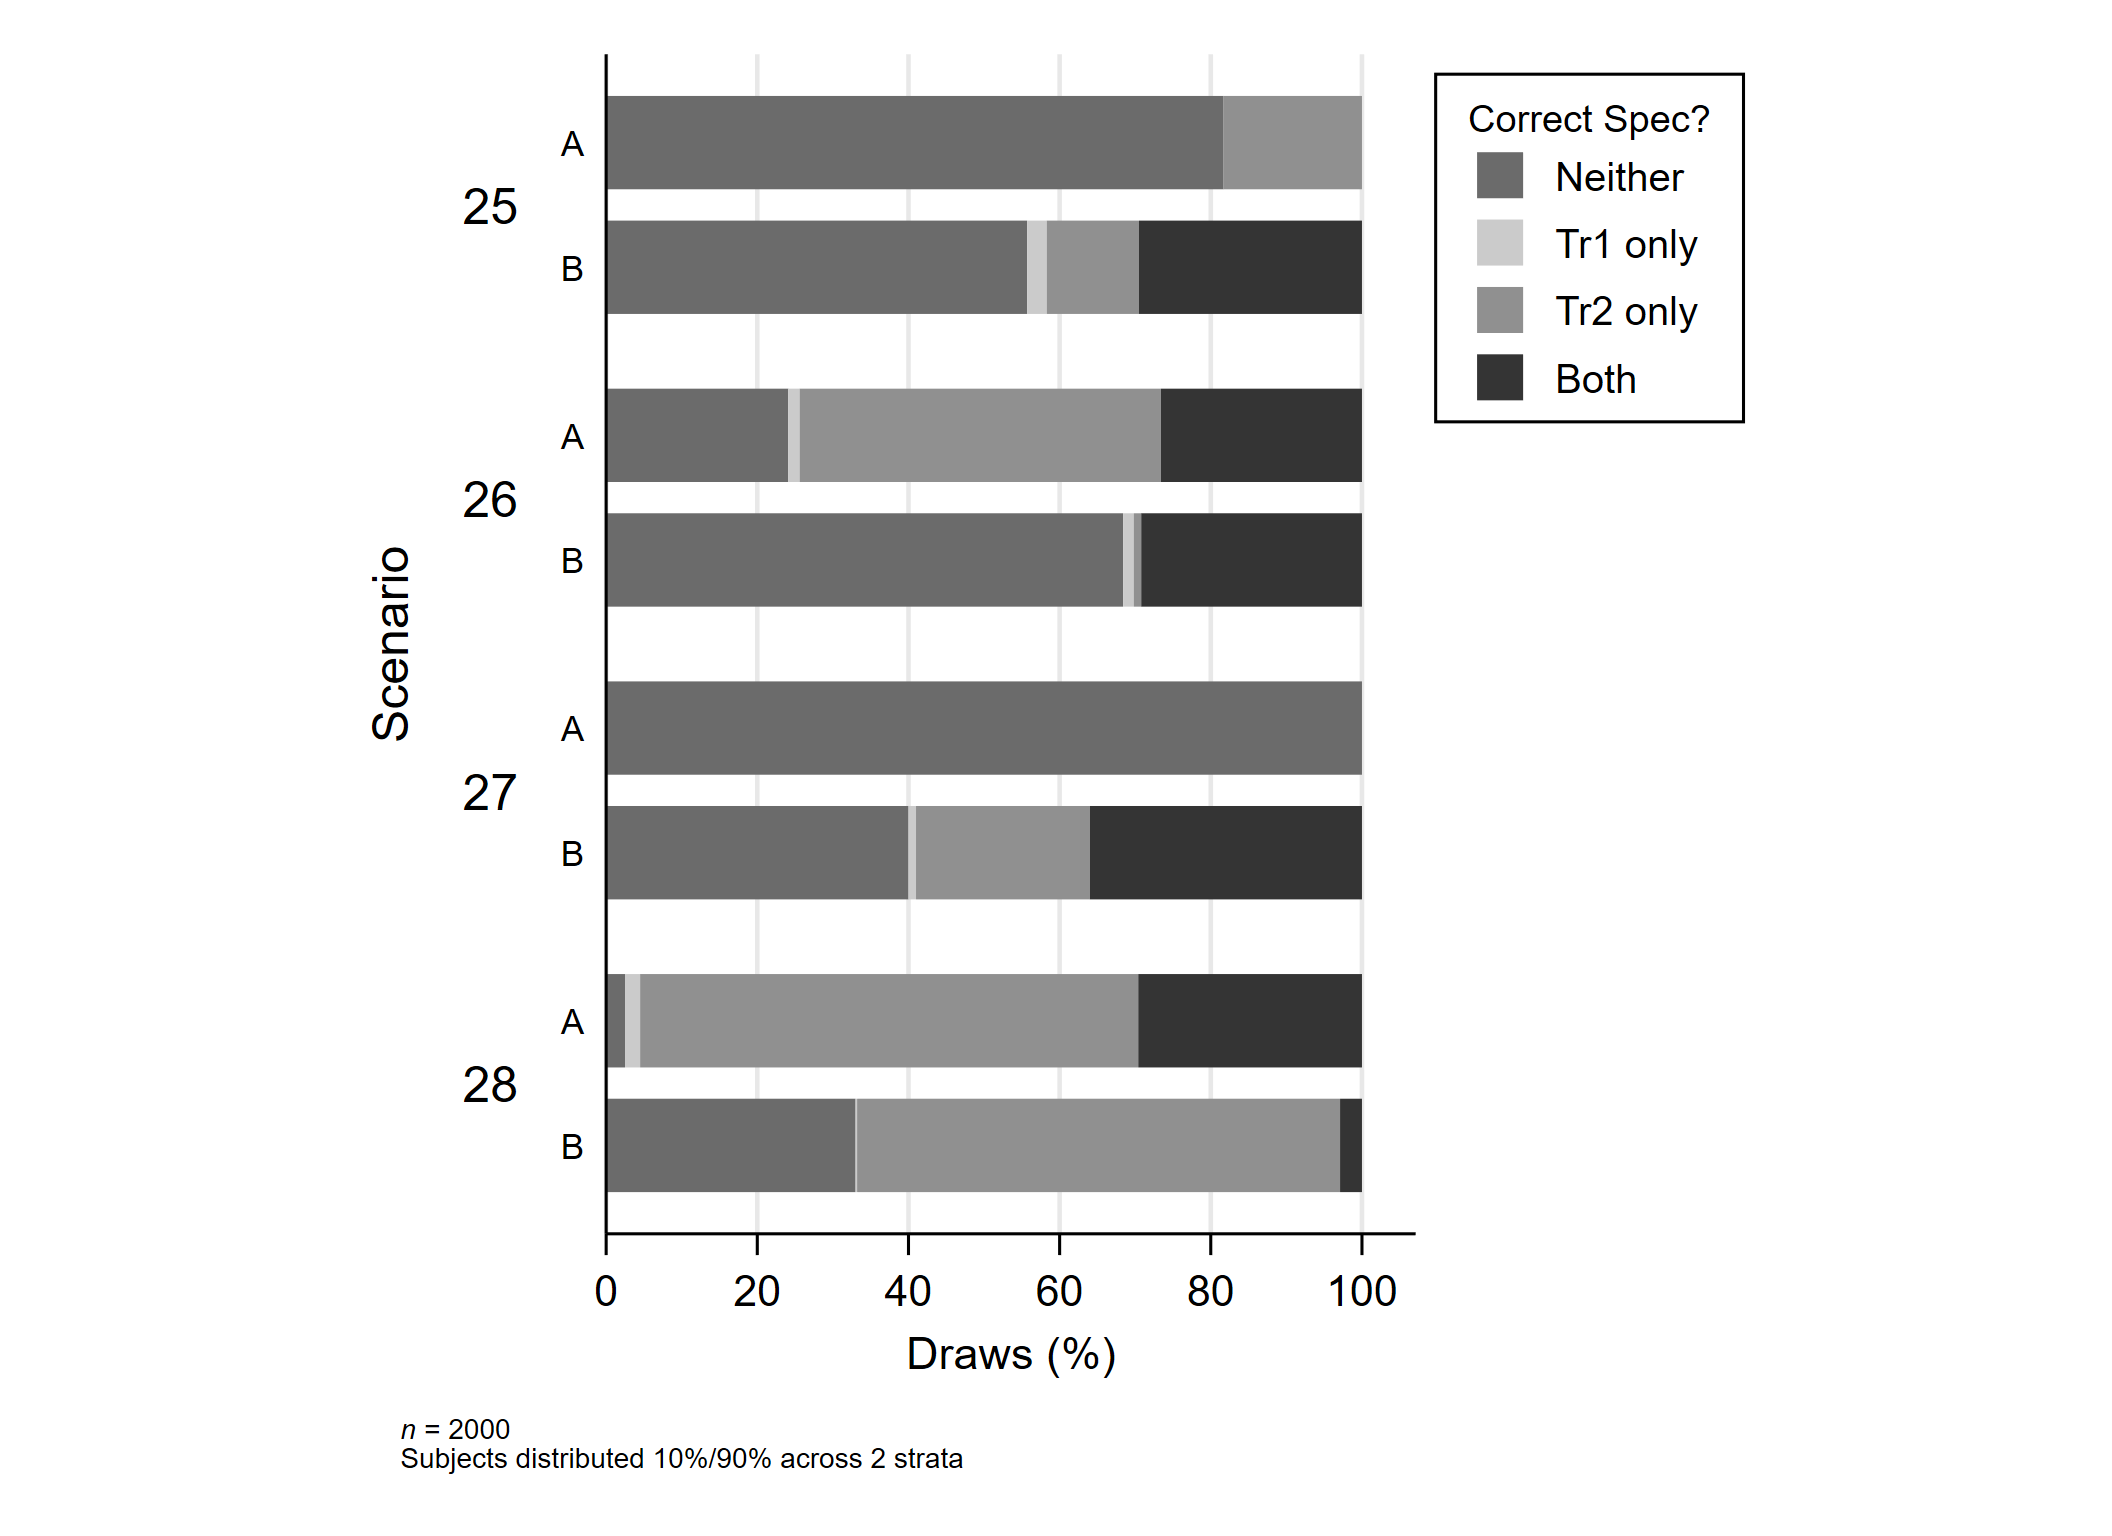 Correct Spec?
Neither
Tr1 only
Tr2 only
Both
Scenario
25
A
B
26
A
B
27
A
B
28
A
B
0 20 40 60 80 100
Draws (%)
n = 2000
Subjects distributed 10%/90% across 2 strata